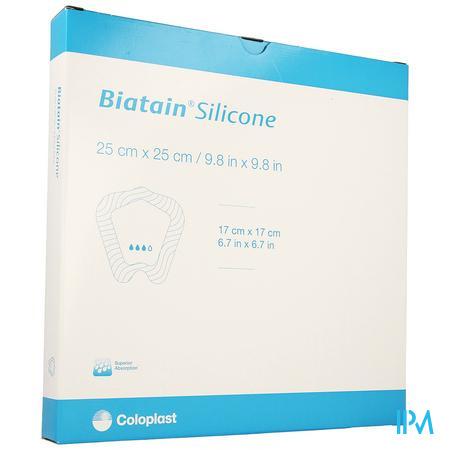 Biatain® Silicone
25 cm x 25 cm / 9.8 in x 9.8 in
17 cm x 17 cm
6.7 in x 6.7 in
Superior
Absorption
Coloplast
Biatain® Silicone
IPM